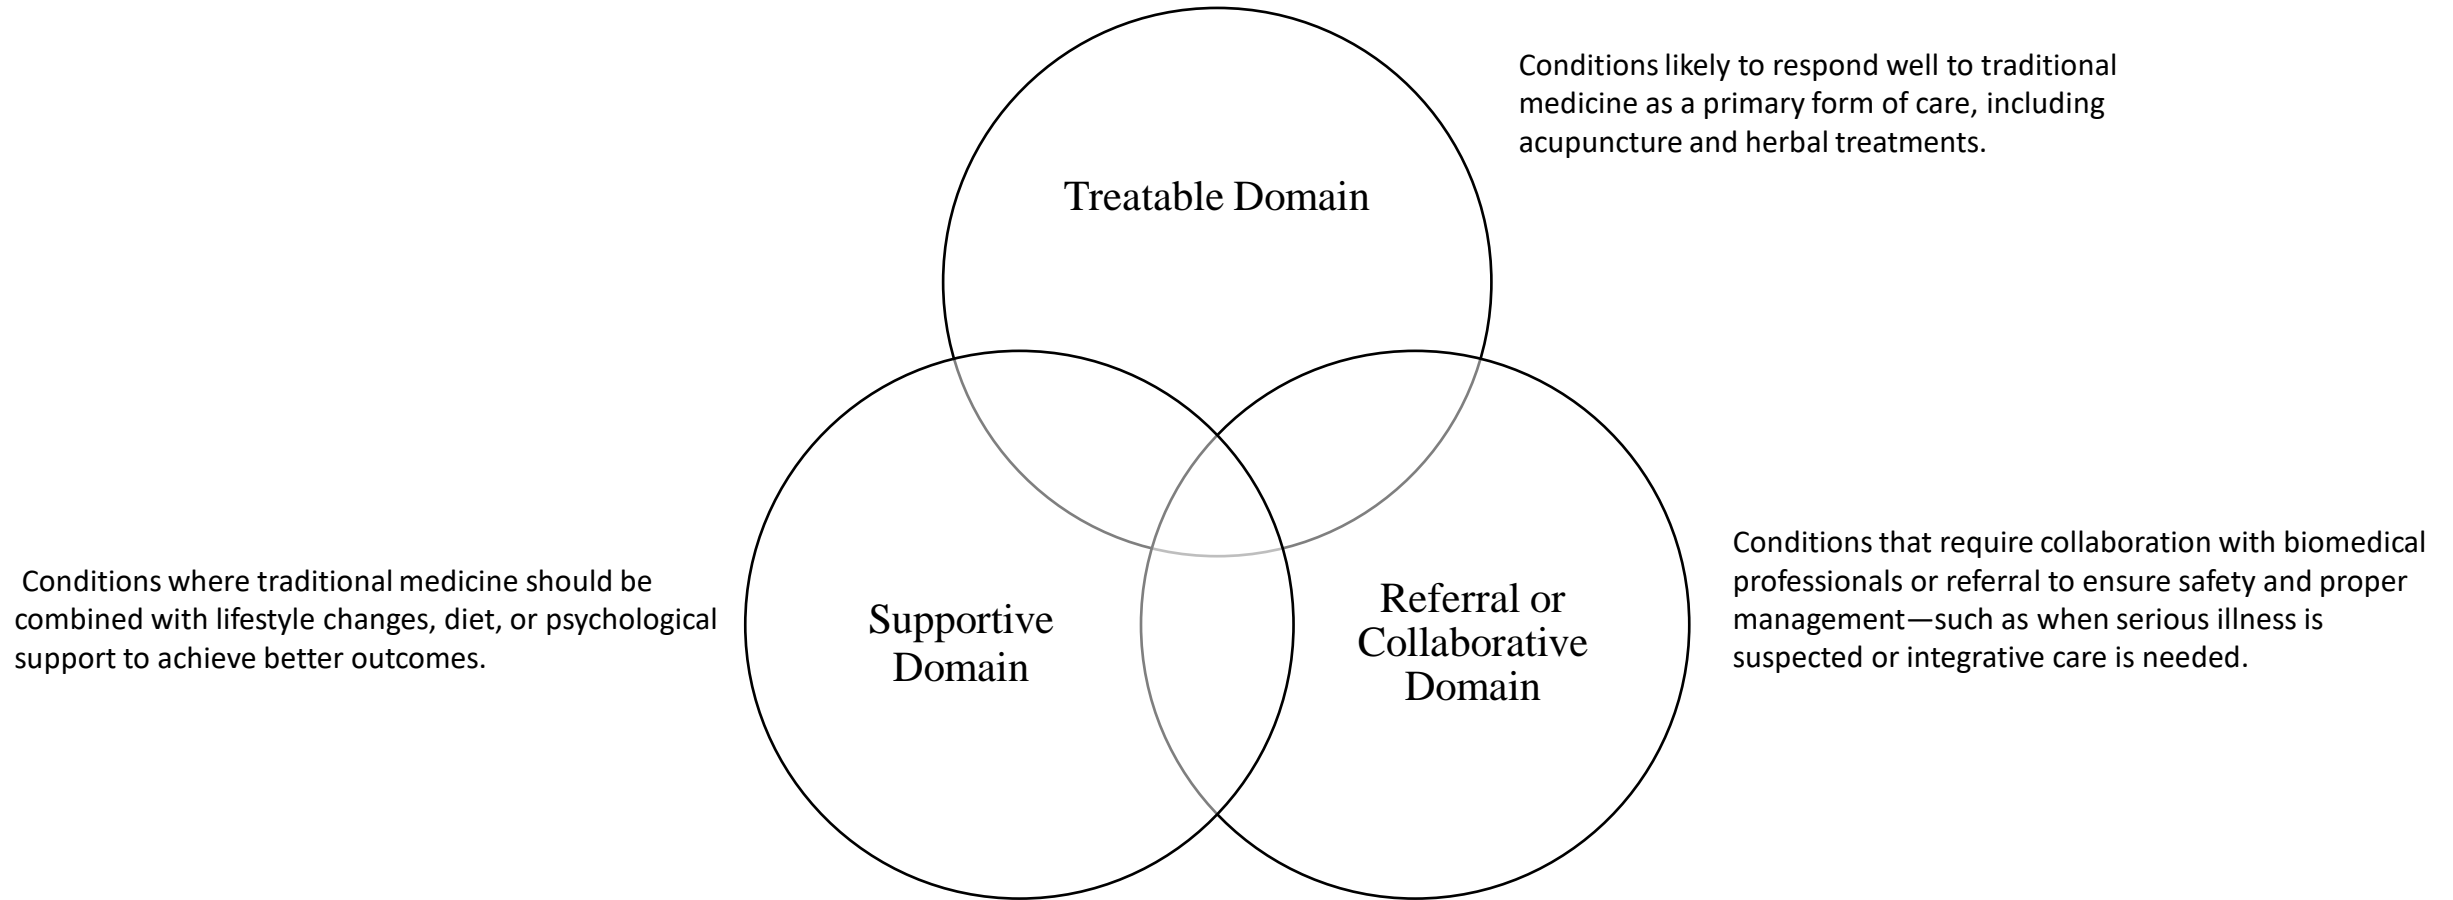 Conditions likely to respond well to traditional
medicine as a primary form of care, including
acupuncture and herbal treatments.
Treatable Domain
Conditions where traditional medicine should be
combined with lifestyle changes, diet, or psychological
support to achieve better outcomes.
Supportive
Domain
Referral or
Collaborative
Domain
Conditions that require collaboration with biomedical
professionals or referral to ensure safety and proper
management—such as when serious illness is
suspected or integrative care is needed.